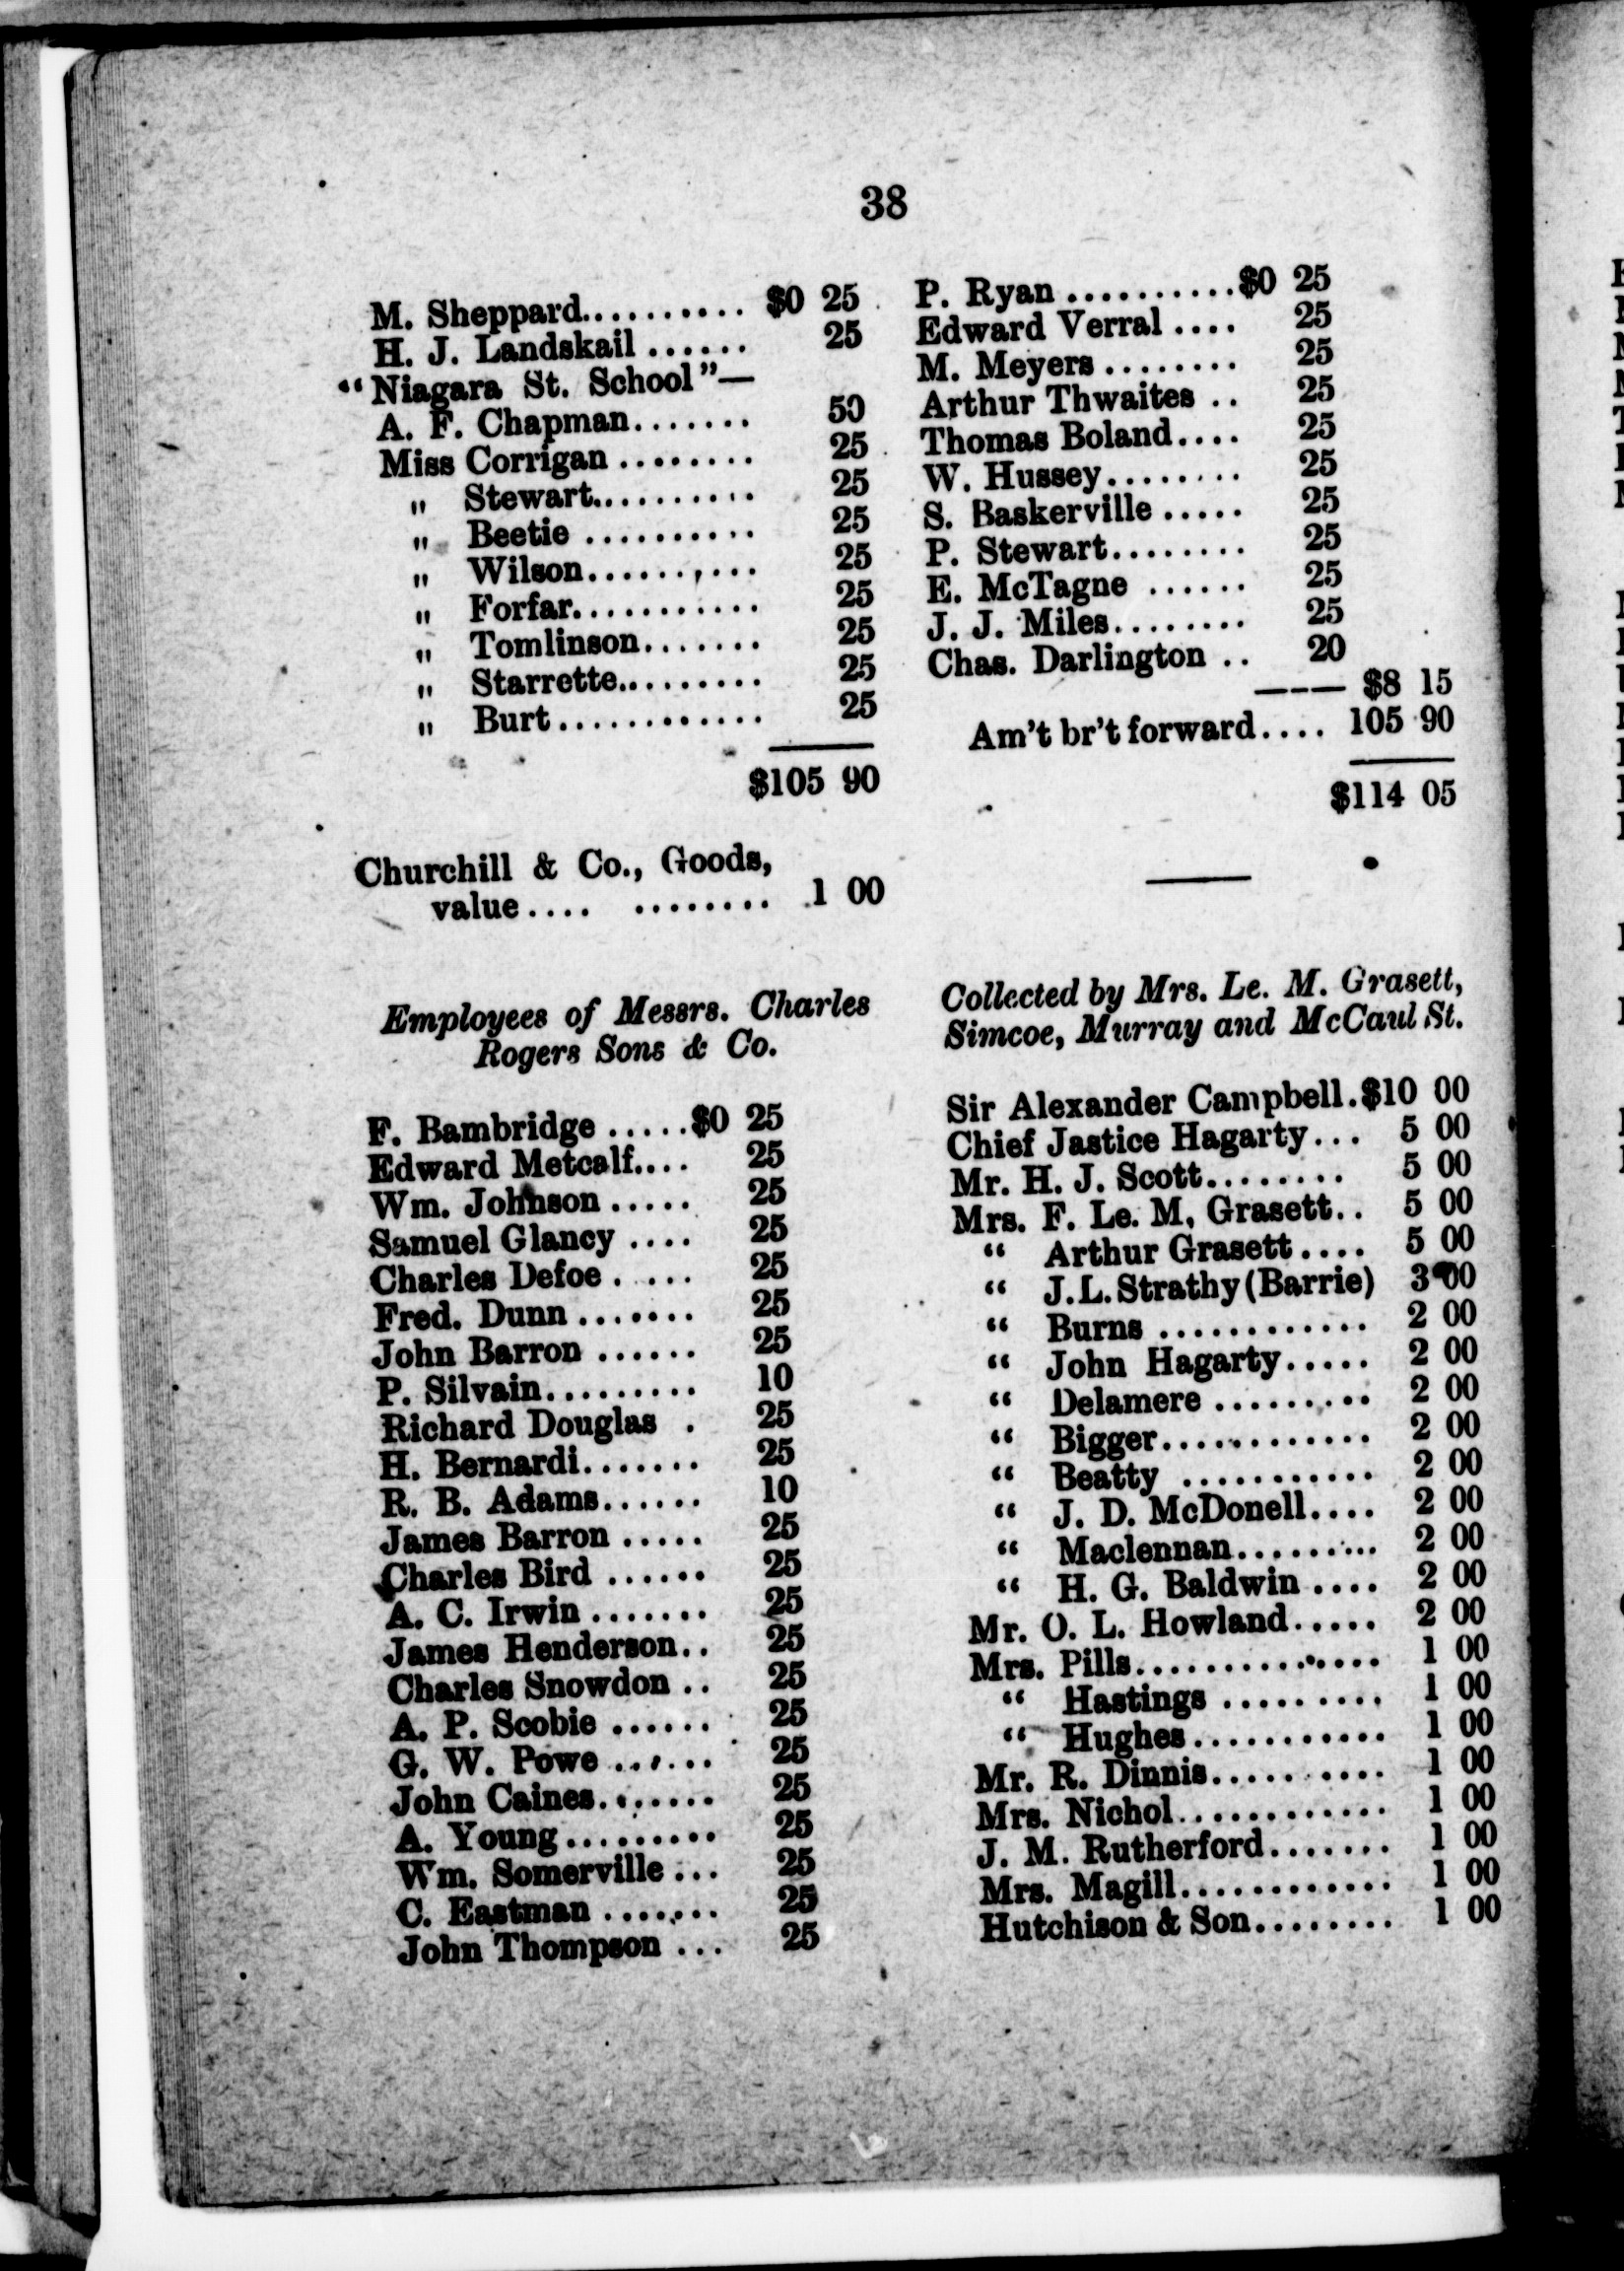 38
M. Sheppard.......... $0 25
H. J. Landskail ...... 25
"Niagara St. School"—
A. F. Chapman....... 50
Miss Corrigan ........ 25
" Stewart.......... 25
" Beetie .......... 25
" Wilson.......... 25
" Forfar........... 25
" Tomlinson....... 25
" Starrette......... 25
" Burt............ 25
$105 90
Churchill & Co., Goods,
value.... ........ 1 00
Employees of Messrs. Charles
Rogers Sons & Co.
F. Bambridge .....$0 25
Edward Metcalf.... 25
Wm. Johnson ..... 25
Samuel Glancy .... 25
Charles Defoe ..... 25
Fred. Dunn ....... 25
John Barron ...... 25
P. Silvain......... 10
Richard Douglas . 25
H. Bernardi....... 25
R. B. Adams...... 10
James Barron ..... 25
Charles Bird ...... 25
A. C. Irwin ....... 25
James Henderson.. 25
Charles Snowdon .. 25
A. P. Scobie ...... 25
G. W. Powe ...... 25
John Caines....... 25
A. Young......... 25
Wm. Somerville ... 25
C. Eastman ....... 25
John Thompson ... 25
P. Ryan ..........$0 25
Edward Verral .... 25
M. Meyers ........ 25
Arthur Thwaites .. 25
Thomas Boland.... 25
W. Hussey........ 25
S. Baskerville ..... 25
P. Stewart........ 25
E. McTagne ...... 25
J. J. Miles........ 25
Chas. Darlington .. 20
——— $8 15
Am't br't forward.... 105 90
$114 05
Collected by Mrs. Le. M. Grasett,
Simcoe, Murray and McCaul St.
Sir Alexander Campbell.$10 00
Chief Jastice Hagarty... 5 00
Mr. H. J. Scott........ 5 00
Mrs. F. Le. M, Grasett.. 5 00
" Arthur Grasett.... 5 00
" J.L. Strathy (Barrie) 3 00
" Burns ............ 2 00
" John Hagarty..... 2 00
" Delamere ......... 2 00
" Bigger............ 2 00
" Beatty ........... 2 00
" J. D. McDonell.... 2 00
" Maclennan......... 2 00
" H. G. Baldwin .... 2 00
Mr. O. L. Howland..... 2 00
Mrs. Pills............. 1 00
" Hastings ......... 1 00
" Hughes........... 1 00
Mr. R. Dinnis.......... 1 00
Mrs. Nichol............ 1 00
J. M. Rutherford....... 1 00
Mrs. Magill............ 1 00
Hutchison & Son........ 1 00